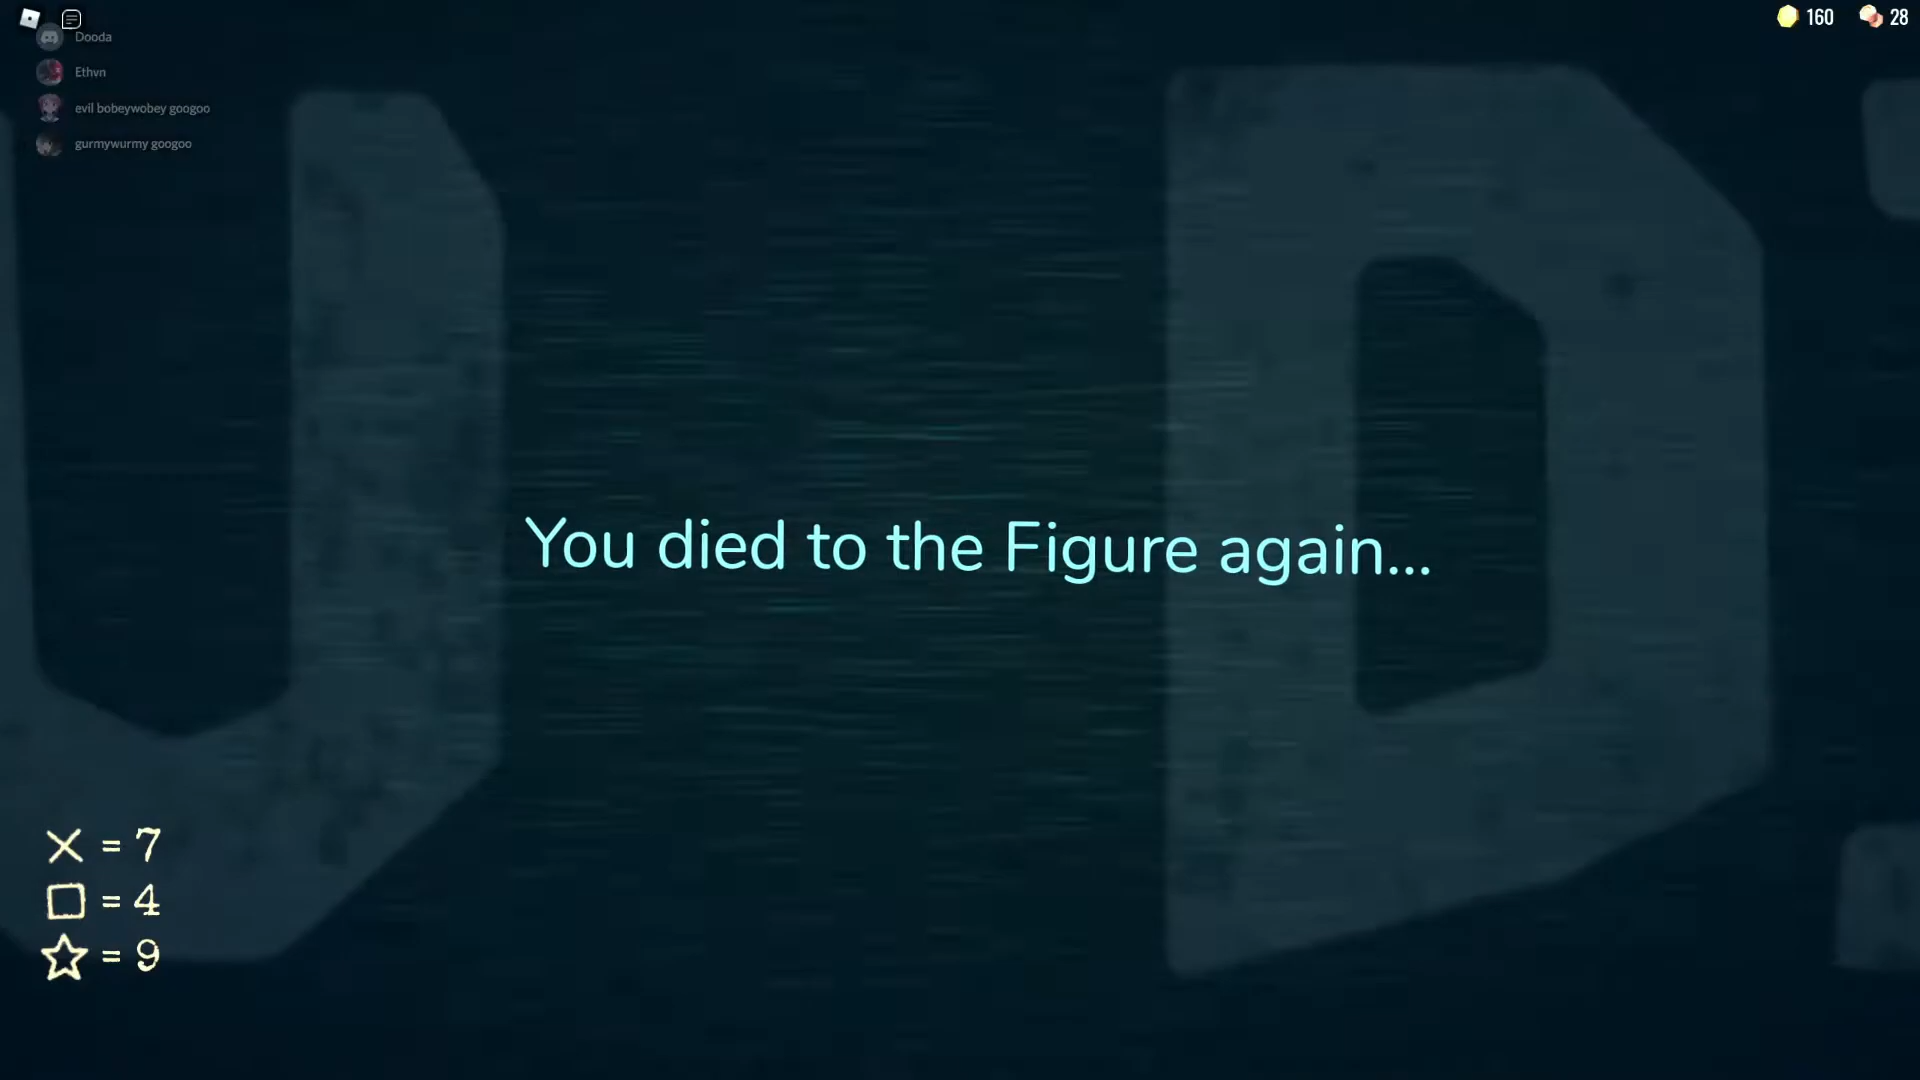 160
28
Dooda
Ethvn
evil bobeywobey googoo
gurmywurmy googoo
U D
You died to the Figure again...
× = 7
□ = 4
☆ = 9